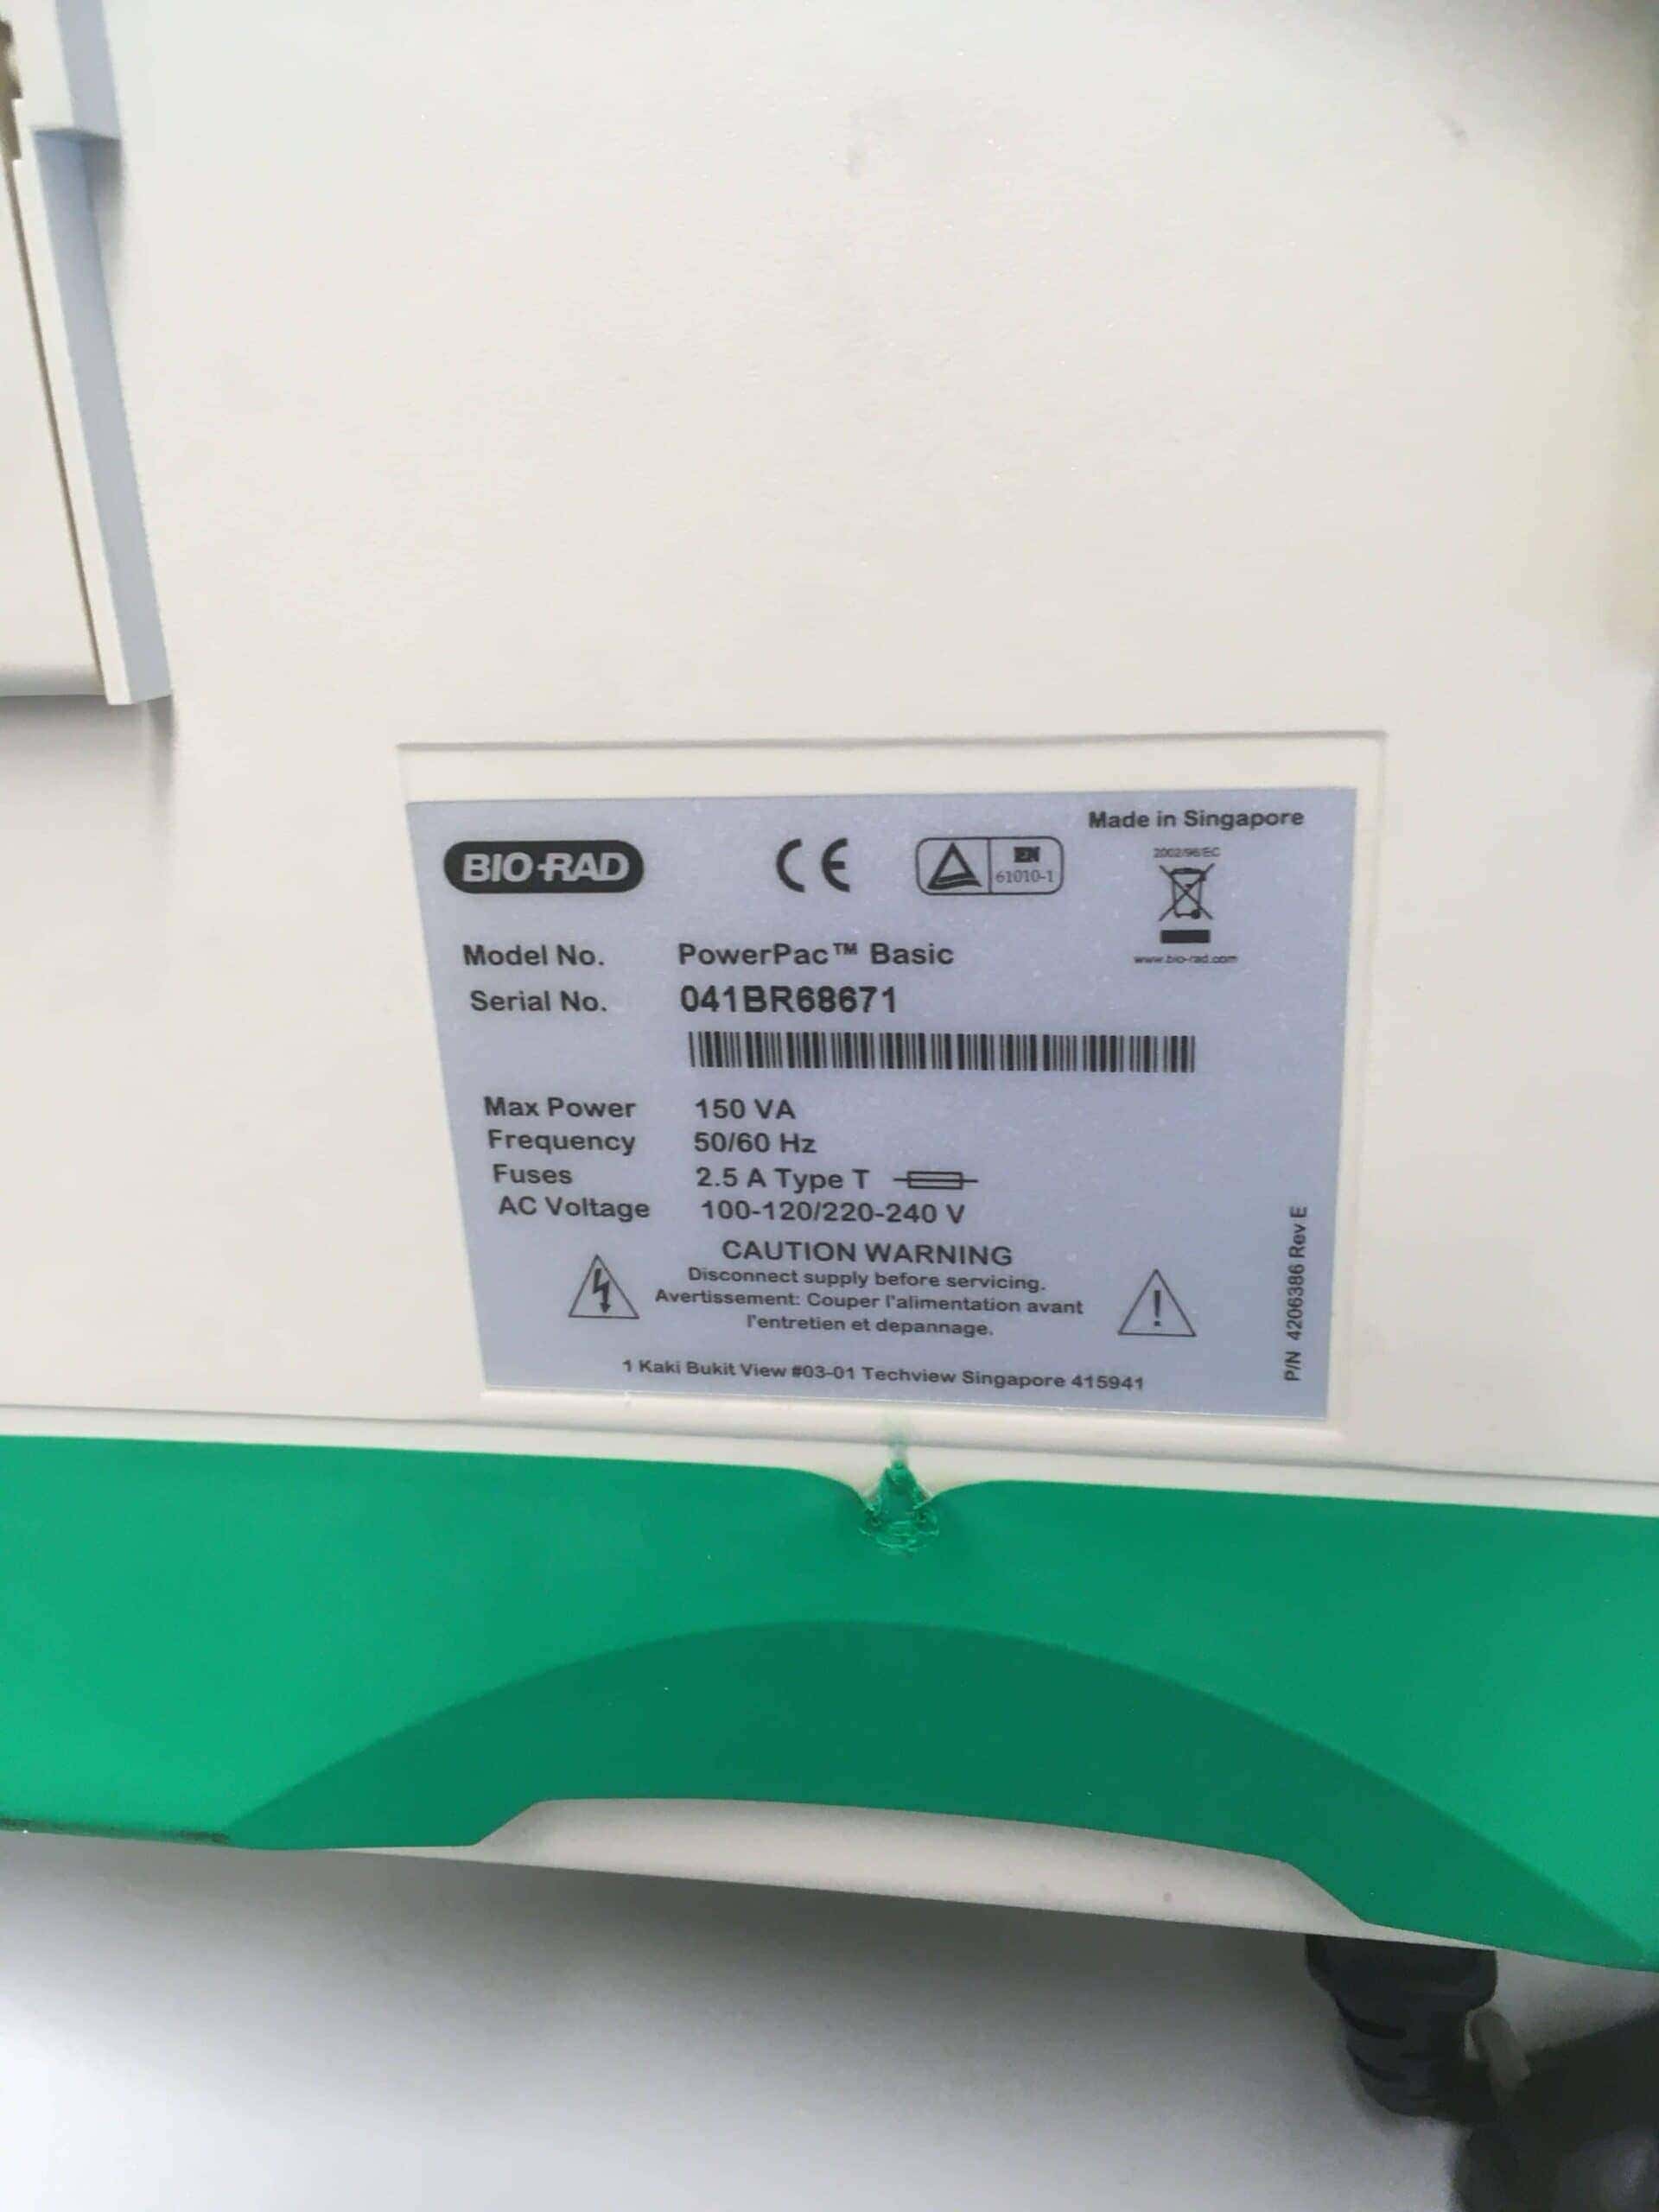 Made in Singapore
BIO-RAD
CE
EN
61010-1
2002/96/EC
www.bio-rad.com
Model No. PowerPac™ Basic
Serial No. 041BR68671
Max Power 150 VA
Frequency 50/60 Hz
Fuses 2.5 A Type T
AC Voltage 100-120/220-240 V
CAUTION WARNING
Disconnect supply before servicing.
Avertissement: Couper l'alimentation avant
l'entretien et depannage.
1 Kaki Bukit View #03-01 Techview Singapore 415941
P/N 4206386 Rev E